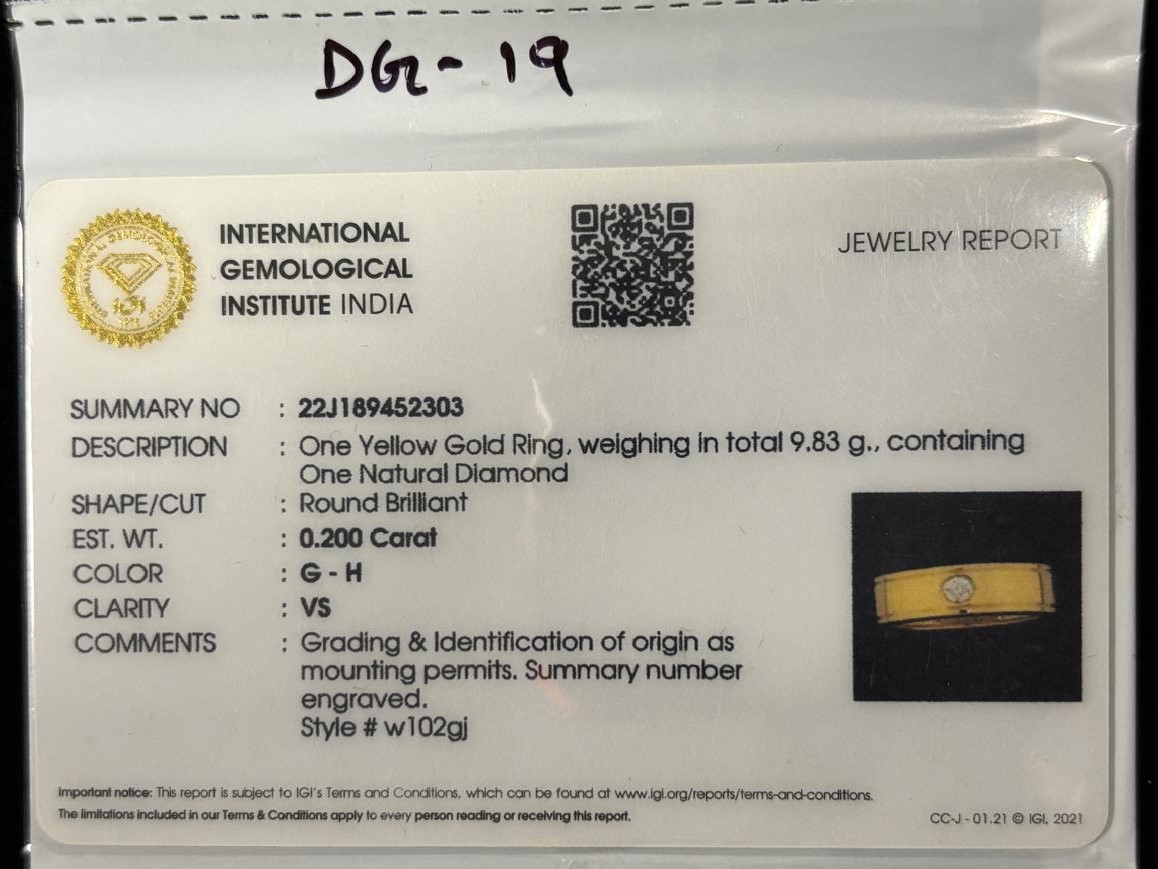 DG-19
INTERNATIONAL
GEMOLOGICAL
INSTITUTE INDIA
JEWELRY REPORT
SUMMARY NO : 22J189452303
DESCRIPTION : One Yellow Gold Ring, weighing in total 9.83 g., containing
One Natural Diamond
SHAPE/CUT : Round Brilliant
EST. WT. : 0.200 Carat
COLOR : G - H
CLARITY : VS
COMMENTS : Grading & Identification of origin as
mounting permits. Summary number
engraved.
Style # w102gj
Important notice: This report is subject to IGI's Terms and Conditions, which can be found at www.igi.org/reports/terms-and-conditions.
The limitations included in our Terms & Conditions apply to every person reading or receiving this report.
CC-J - 01.21 © IGI, 2021